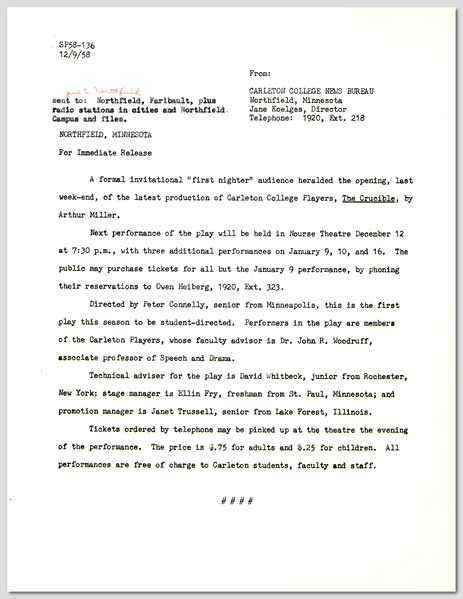 SP58-136
12/9/58
From:
sent to: Northfield, Faribault, plus
radio stations in cities and Northfield.
Campus and files.
CARLETON COLLEGE NEWS BUREAU
Northfield, Minnesota
Jane Koelges, Director
Telephone: 1920, Ext. 218
NORTHFIELD, MINNESOTA
For Immediate Release
A formal invitational "first nighter" audience heralded the opening, last
week-end, of the latest production of Carleton College Players, The Crucible, by
Arthur Miller.
Next performance of the play will be held in Nourse Theatre December 12
at 7:30 p.m., with three additional performances on January 9, 10, and 16. The
public may purchase tickets for all but the January 9 performance, by phoning
their reservations to Owen Heiberg, 1920, Ext. 323.
Directed by Peter Connelly, senior from Minneapolis, this is the first
play this season to be student-directed. Performers in the play are members
of the Carleton Players, whose faculty advisor is Dr. John R. Woodruff,
associate professor of Speech and Drama.
Technical adviser for the play is David Whitbeck, junior from Rochester,
New York; stage manager is Ellin Fry, freshman from St. Paul, Minnesota; and
promotion manager is Janet Trussell, senior from Lake Forest, Illinois.
Tickets ordered by telephone may be picked up at the theatre the evening
of the performance. The price is $.75 for adults and $.25 for children. All
performances are free of charge to Carleton students, faculty and staff.
####